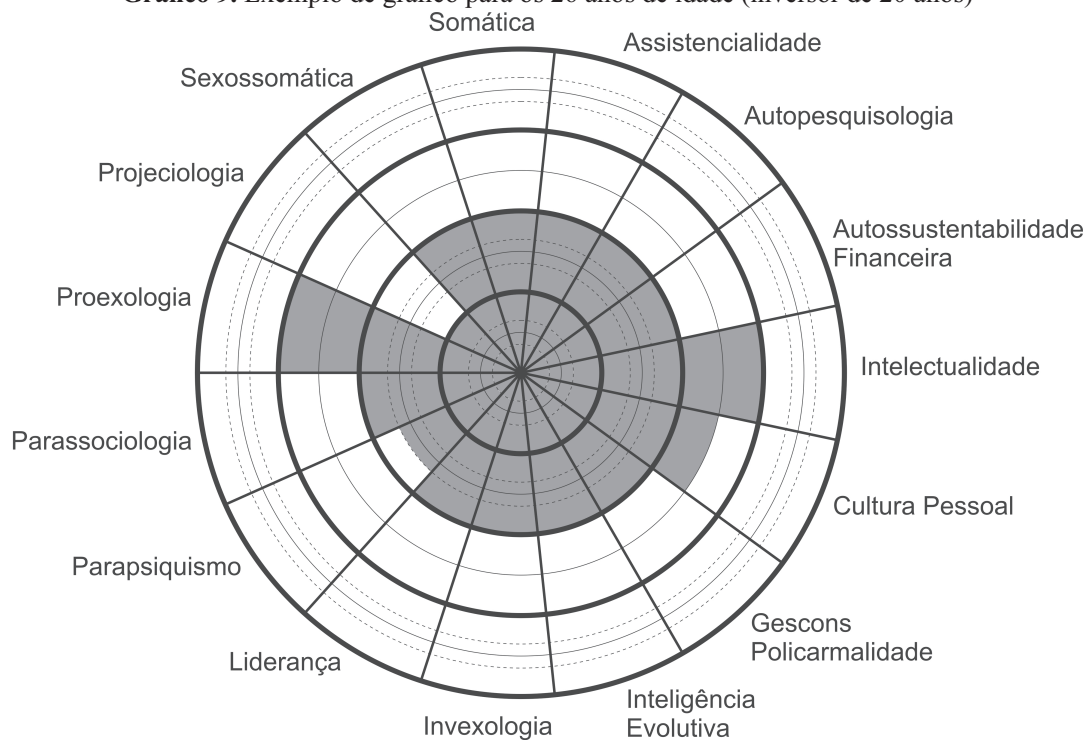 Gráfico 9. Exemplo de gráfico para os 20 anos de idade (inversor de 20 anos)
Somática
Assistencialidade
Sexossomática
Autopesquisologia
Projeciologia
Autossustentabilidade
Financeira
Proexologia
Intelectualidade
Parassociologia
Cultura Pessoal
Parapsiquismo
Gescons
Policarmalidade
Liderança
Inteligência
Evolutiva
Invexologia